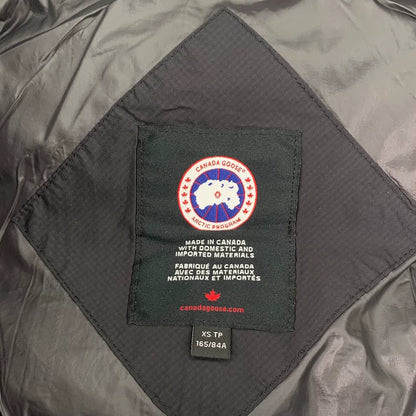 CANADA GOOSE®
ARCTIC PROGRAM
MADE IN CANADA
WITH DOMESTIC AND
IMPORTED MATERIALS
FABRIQUÉ AU CANADA
AVEC DES MATERIAUX
NATIONAUX ET IMPORTÉS
canadagoose.com
XS TP
165/84A